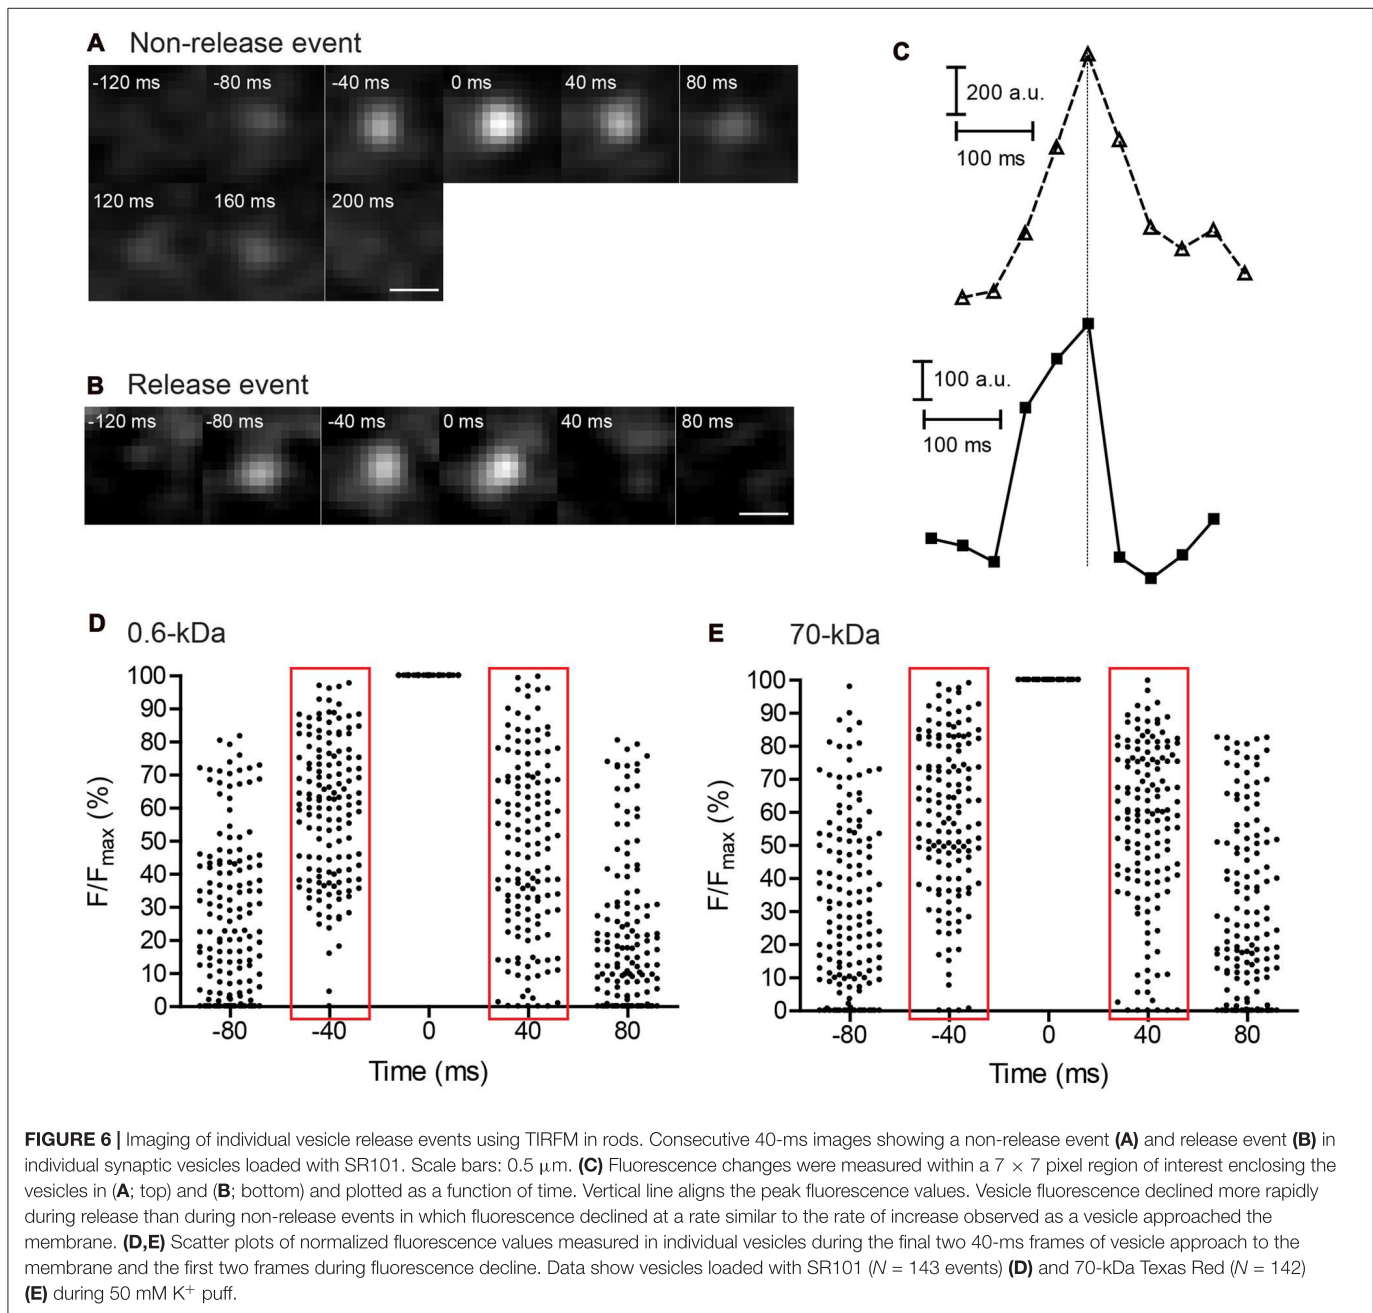 A Non-release event
-120 ms
-80 ms
-40 ms
0 ms
40 ms
80 ms
120 ms
160 ms
200 ms
B Release event
-120 ms
-80 ms
-40 ms
0 ms
40 ms
80 ms
C
200 a.u.
100 ms
100 a.u.
100 ms
D 0.6-kDa
100
90
80
70
60
50
40
30
20
10
0
F/Fmax (%)
-80
-40
0
40
80
Time (ms)
E 70-kDa
100
90
80
70
60
50
40
30
20
10
0
F/Fmax (%)
-80
-40
0
40
80
Time (ms)
FIGURE 6 | Imaging of individual vesicle release events using TIRFM in rods. Consecutive 40-ms images showing a non-release event (A) and release event (B) in
individual synaptic vesicles loaded with SR101. Scale bars: 0.5 μm. (C) Fluorescence changes were measured within a 7 × 7 pixel region of interest enclosing the
vesicles in (A; top) and (B; bottom) and plotted as a function of time. Vertical line aligns the peak fluorescence values. Vesicle fluorescence declined more rapidly
during release than during non-release events in which fluorescence declined at a rate similar to the rate of increase observed as a vesicle approached the
membrane. (D,E) Scatter plots of normalized fluorescence values measured in individual vesicles during the final two 40-ms frames of vesicle approach to the
membrane and the first two frames during fluorescence decline. Data show vesicles loaded with SR101 (N = 143 events) (D) and 70-kDa Texas Red (N = 142)
(E) during 50 mM K+ puff.